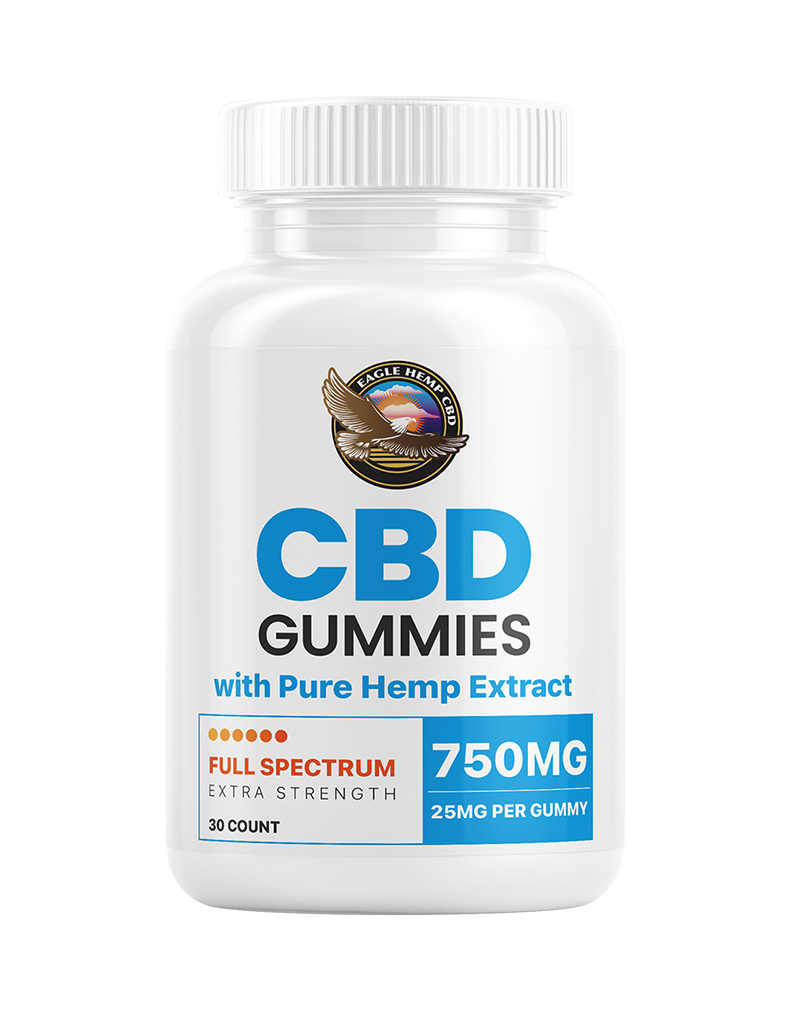 EAGLE HEMP CBD
CBD
GUMMIES
with Pure Hemp Extract
FULL SPECTRUM
EXTRA STRENGTH
30 COUNT
750MG
25MG PER GUMMY